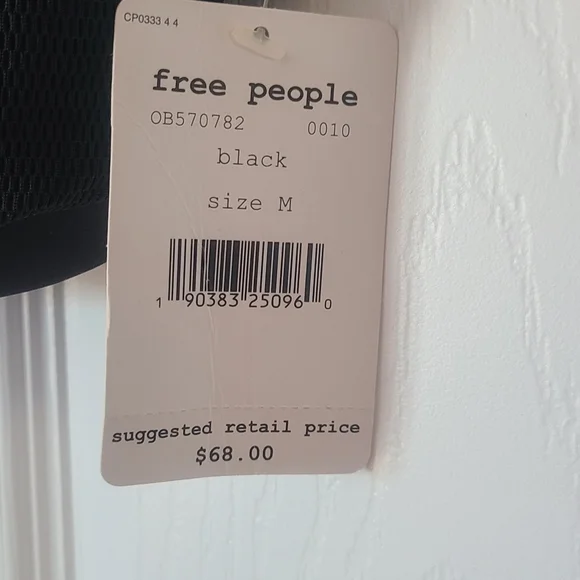 CP0333 4 4
free people
OB570782 0010
black
size M
1 90383 25096 0
suggested retail price
$68.00